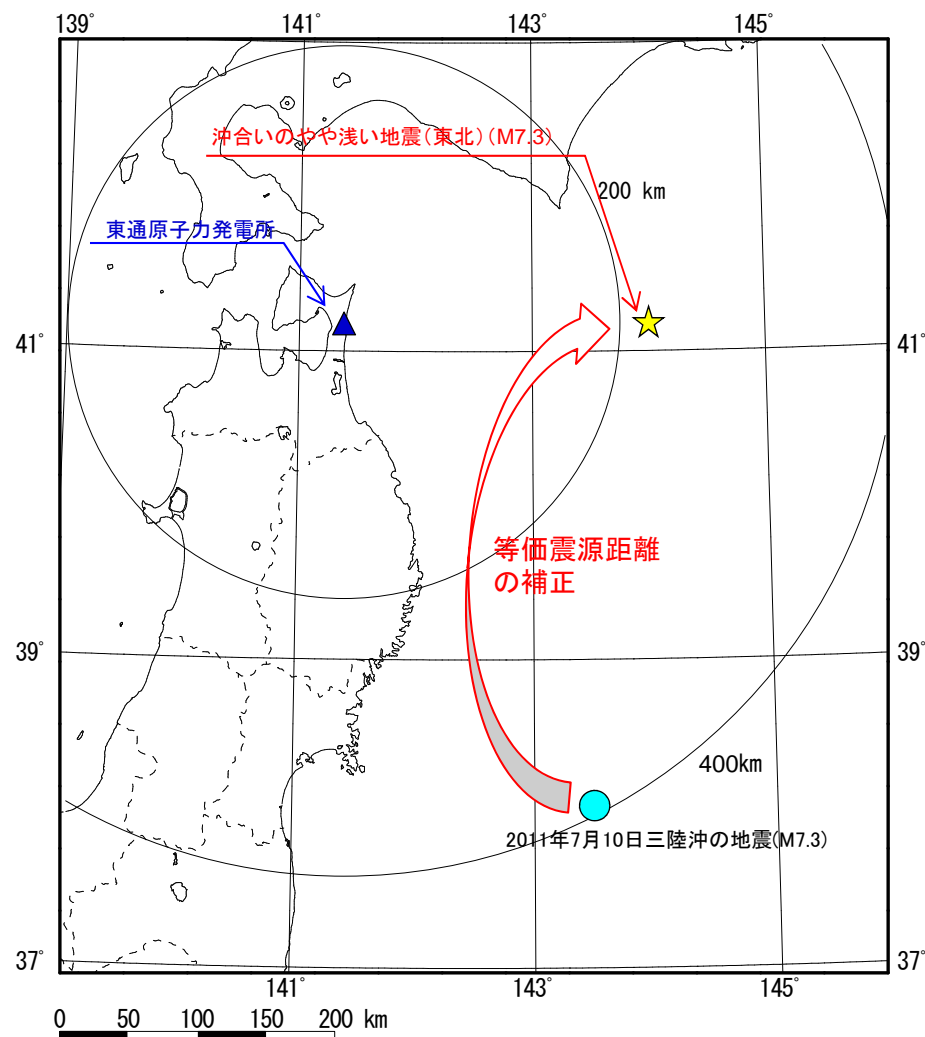 139° 141° 143° 145°
沖合いのやや浅い地震(東北)(M7.3)
200 km
東通原子力発電所
41° 41°
等価震源距離
の補正
39° 39°
400km
2011年7月10日三陸沖の地震(M7.3)
37° 37°
141° 143° 145°
0 50 100 150 200 km